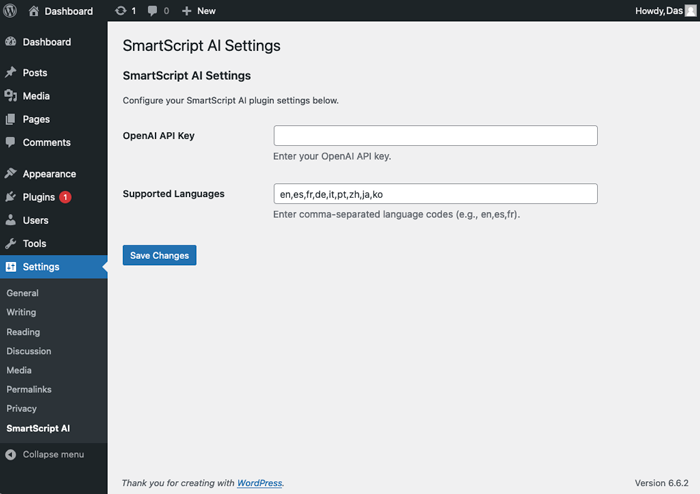 Dashboard 1 0 New Howdy,Das
Dashboard
Posts
Media
Pages
Comments
Appearance
Plugins 1
Users
Tools
Settings
General
Writing
Reading
Discussion
Media
Permalinks
Privacy
SmartScript AI
Collapse menu
SmartScript AI Settings
SmartScript AI Settings
Configure your SmartScript AI plugin settings below.
OpenAI API Key
Enter your OpenAI API key.
Supported Languages en,es,fr,de,it,pt,zh,ja,ko
Enter comma-separated language codes (e.g., en,es,fr).
Save Changes
Thank you for creating with WordPress. Version 6.6.2